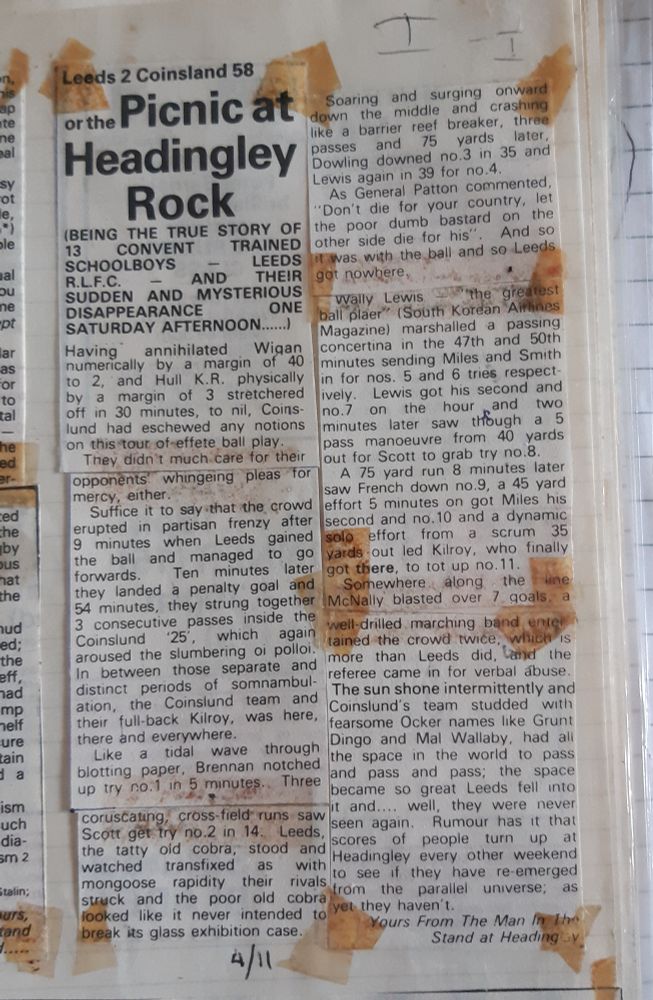 I - I
Leeds 2 Coinsland 58
or the Picnic at
Headingley
Rock
(BEING THE TRUE STORY OF
13 CONVENT TRAINED
SCHOOLBOYS — LEEDS
R.L.F.C. — AND THEIR
SUDDEN AND MYSTERIOUS
DISAPPEARANCE ONE
SATURDAY AFTERNOON......)
Having annihilated Wigan
numerically by a margin of 40
to 2, and Hull K.R. physically
by a margin of 3 stretchered
off in 30 minutes, to nil, Coins-
lund had eschewed any notions
on this tour of effete ball play.
They didn't much care for their
opponents' whingeing pleas for
mercy, either.
Suffice it to say that the crowd
erupted in partisan frenzy after
9 minutes when Leeds gained
the ball and managed to go
forwards. Ten minutes later
they landed a penalty goal and
54 minutes, they strung together
3 consecutive passes inside the
Coinslund '25', which again
aroused the slumbering oi polloi.
In between those separate and
distinct periods of somnambul-
ation, the Coinslund team and
their full-back Kilroy, was here,
there and everywhere.
Like a tidal wave through
blotting paper, Brennan notched
up try no.1 in 5 minutes. Three
coruscating, cross-field runs saw
Scott get try no.2 in 14. Leeds,
the tatty old cobra, stood and
watched transfixed as with
mongoose rapidity their rivals
struck and the poor old cobra
looked like it never intended to
break its glass exhibition case.
4/11
Soaring and surging onward
down the middle and crashing
like a barrier reef breaker, three
passes and 75 yards later,
Dowling downed no.3 in 35 and
Lewis again in 39 for no.4.
As General Patton commented,
"Don't die for your country, let
the poor dumb bastard on the
other side die for his". And so
it was with the ball and so Leeds
got nowhere.
Wally Lewis — "the greatest
ball plaer" (South Korean Airlines
Magazine) marshalled a passing
concertina in the 47th and 50th
minutes sending Miles and Smith
in for nos. 5 and 6 tries respect-
ively. Lewis got his second and
no.7 on the hour and two
minutes later saw though a 5
pass manoeuvre from 40 yards
out for Scott to grab try no.8.
A 75 yard run 8 minutes later
saw French down no.9, a 45 yard
effort 5 minutes on got Miles his
second and no.10 and a dynamic
solo effort from a scrum 35
yards out led Kilroy, who finally
got there, to tot up no.11.
Somewhere along the line
McNally blasted over 7 goals, a
well-drilled marching band enter-
tained the crowd twice, which is
more than Leeds did, and the
referee came in for verbal abuse.
The sun shone intermittently and
Coinslund's team studded with
fearsome Ocker names like Grunt
Dingo and Mal Wallaby, had all
the space in the world to pass
and pass and pass; the space
became so great Leeds fell into
it and.... well, they were never
seen again. Rumour has it that
scores of people turn up at
Headingley every other weekend
to see if they have re-emerged
from the parallel universe; as
yet they haven't.
Yours From The Man In The
Stand at Headingley